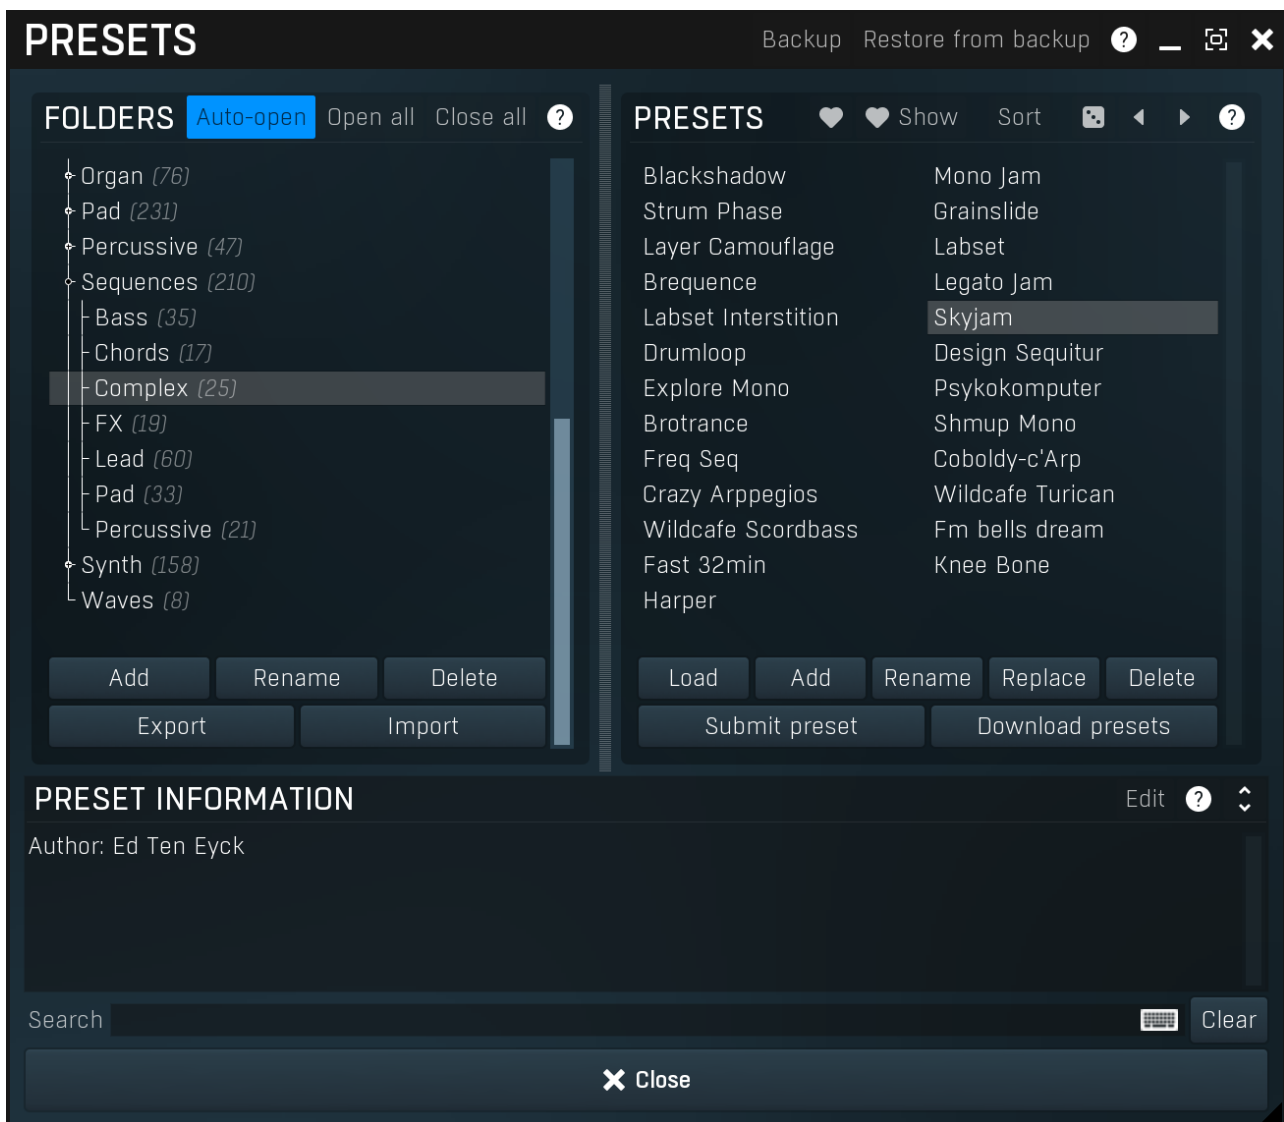 PRESETS Backup Restore from backup ?
FOLDERS Auto-open Open all Close all ?
Organ (76)
Pad (231)
Percussive (47)
Sequences (210)
Bass (35)
Chords (17)
Complex (25)
FX (19)
Lead (60)
Pad (33)
Percussive (21)
Synth (158)
Waves (8)
Add Rename Delete
Export Import
PRESETS Show Sort ?
Blackshadow Mono Jam
Strum Phase Grainslide
Layer Camouflage Labset
Brequence Legato Jam
Labset Interstition Skyjam
Drumloop Design Sequitur
Explore Mono Psykokomputer
Brotrance Shmup Mono
Freq Seq Coboldy-c'Arp
Crazy Arppegios Wildcafe Turican
Wildcafe Scordbass Fm bells dream
Fast 32min Knee Bone
Harper
Load Add Rename Replace Delete
Submit preset Download presets
PRESET INFORMATION Edit ?
Author: Ed Ten Eyck
Search Clear
Close